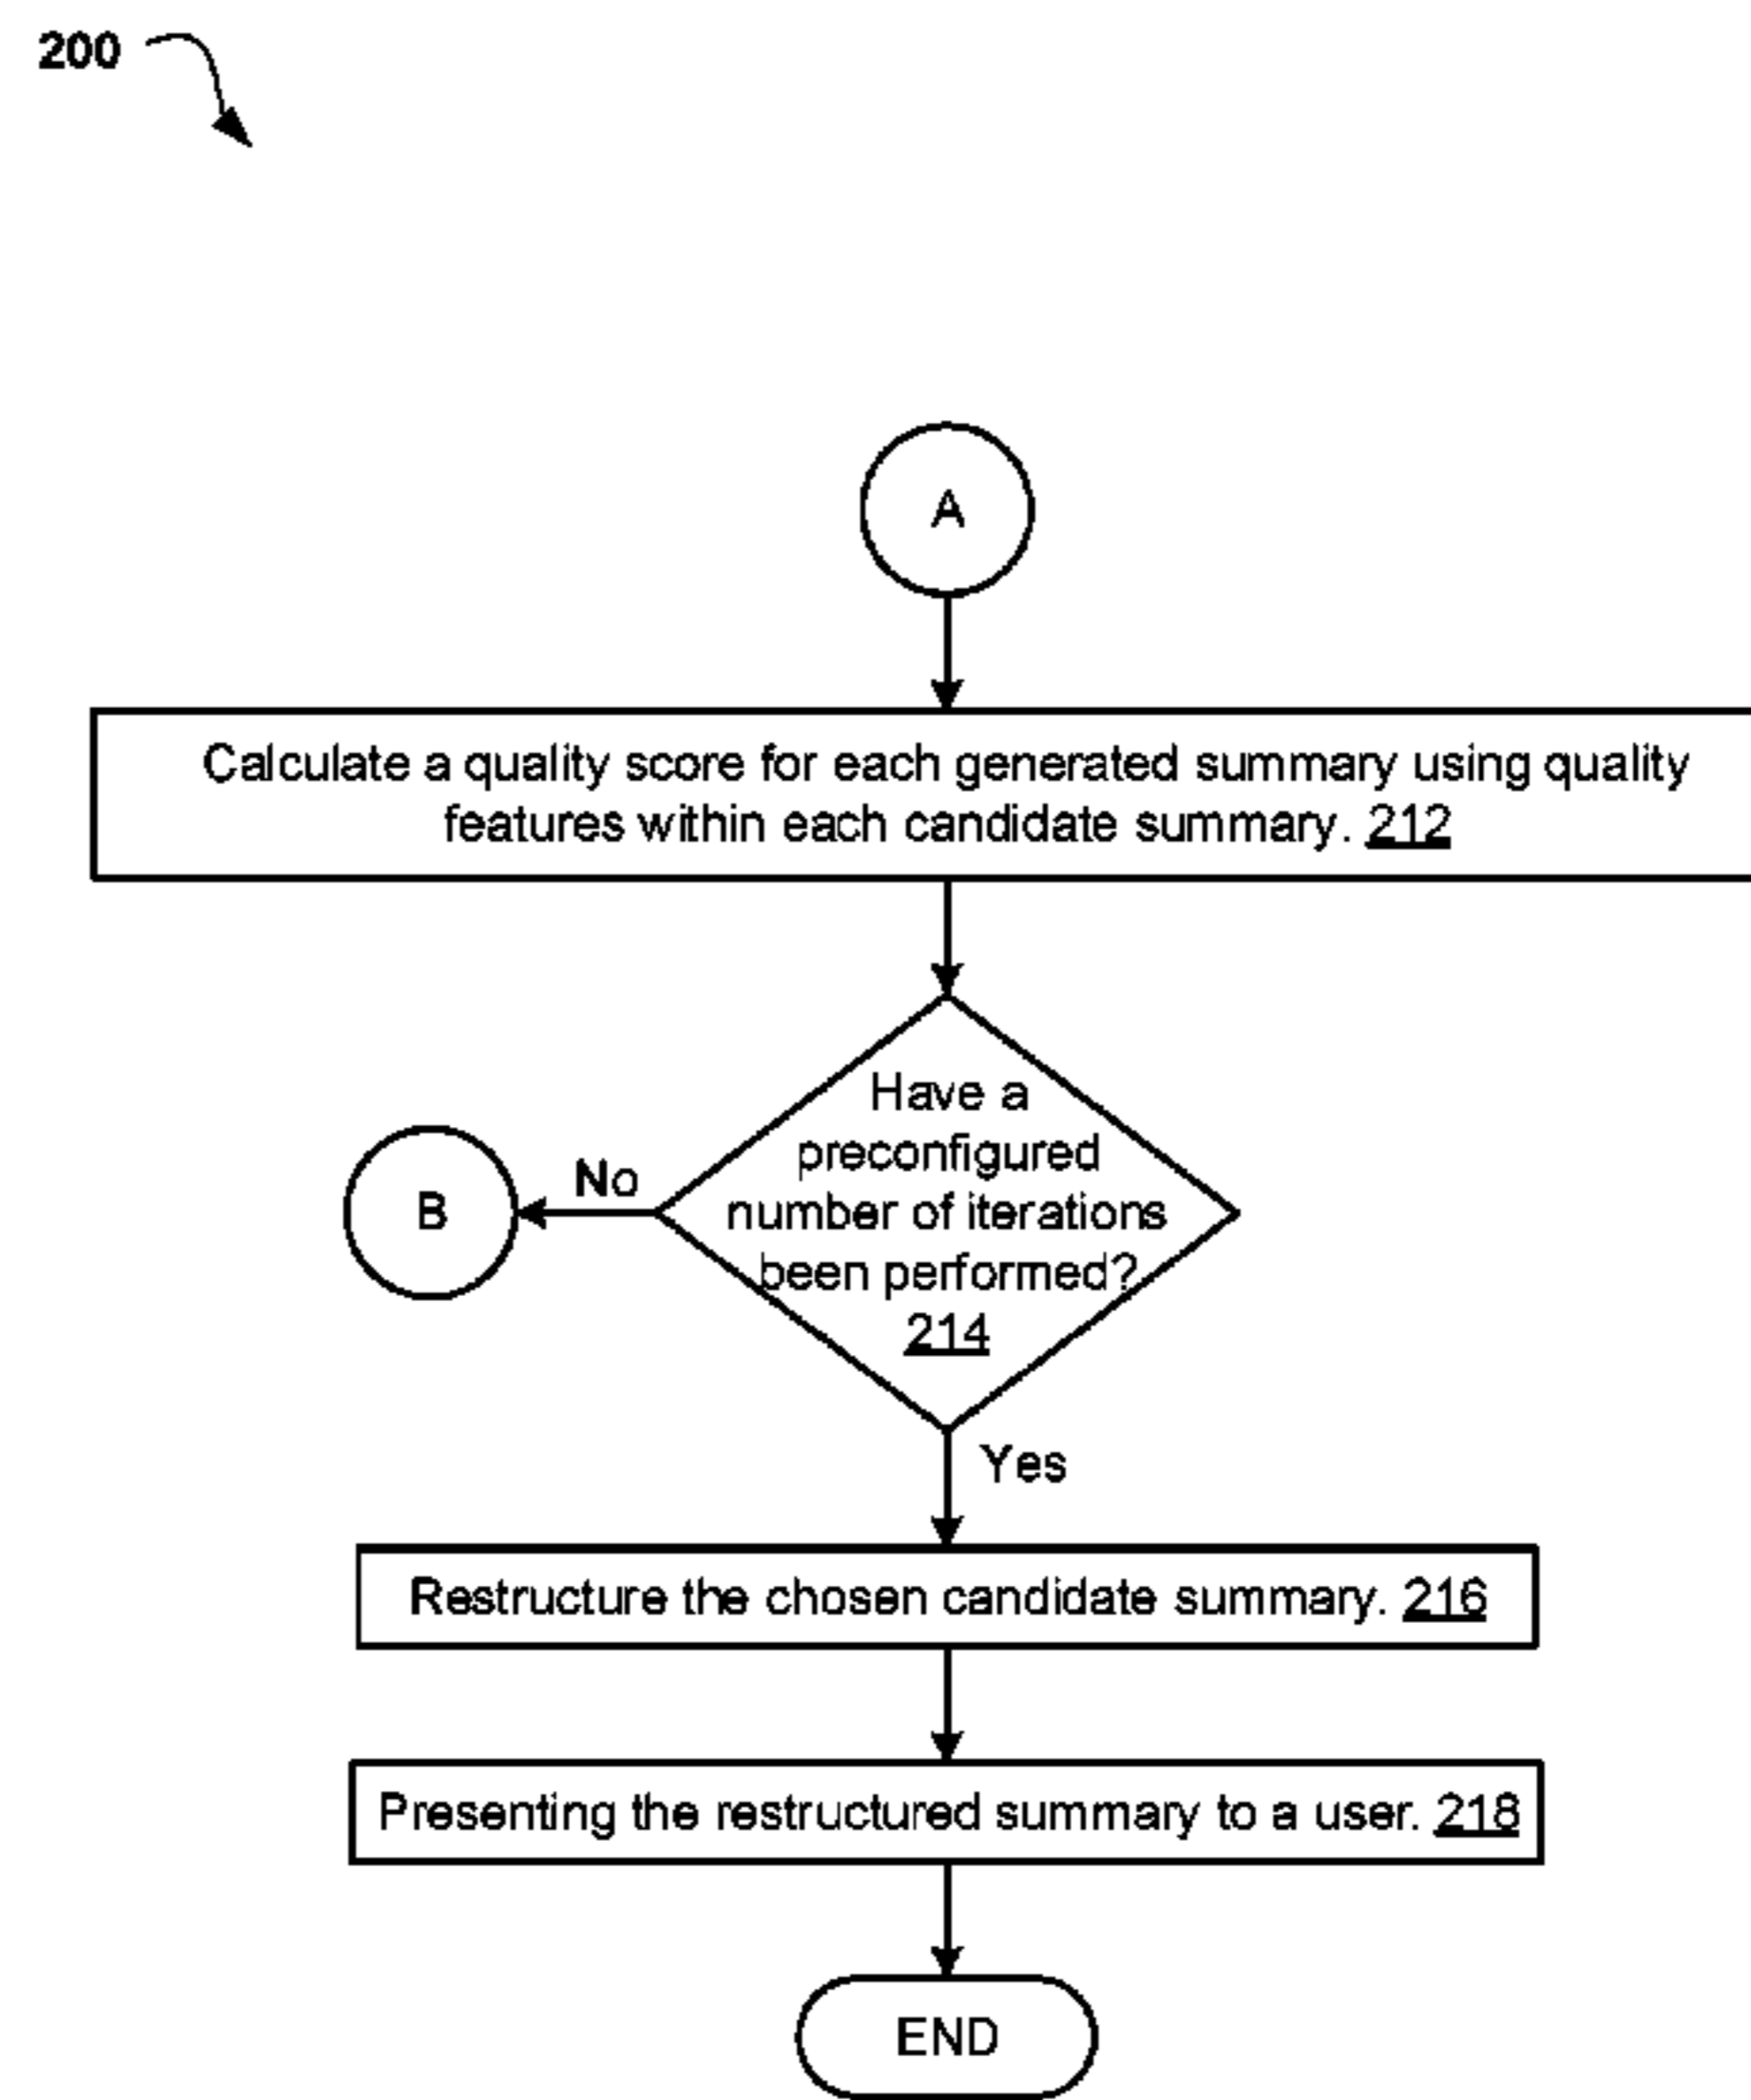 200
A
Calculate a quality score for each generated summary using quality
features within each candidate summary. 212
Have a
preconfigured
number of iterations
been performed?
214
No
B
Yes
Restructure the chosen candidate summary. 216
Presenting the restructured summary to a user. 218
END